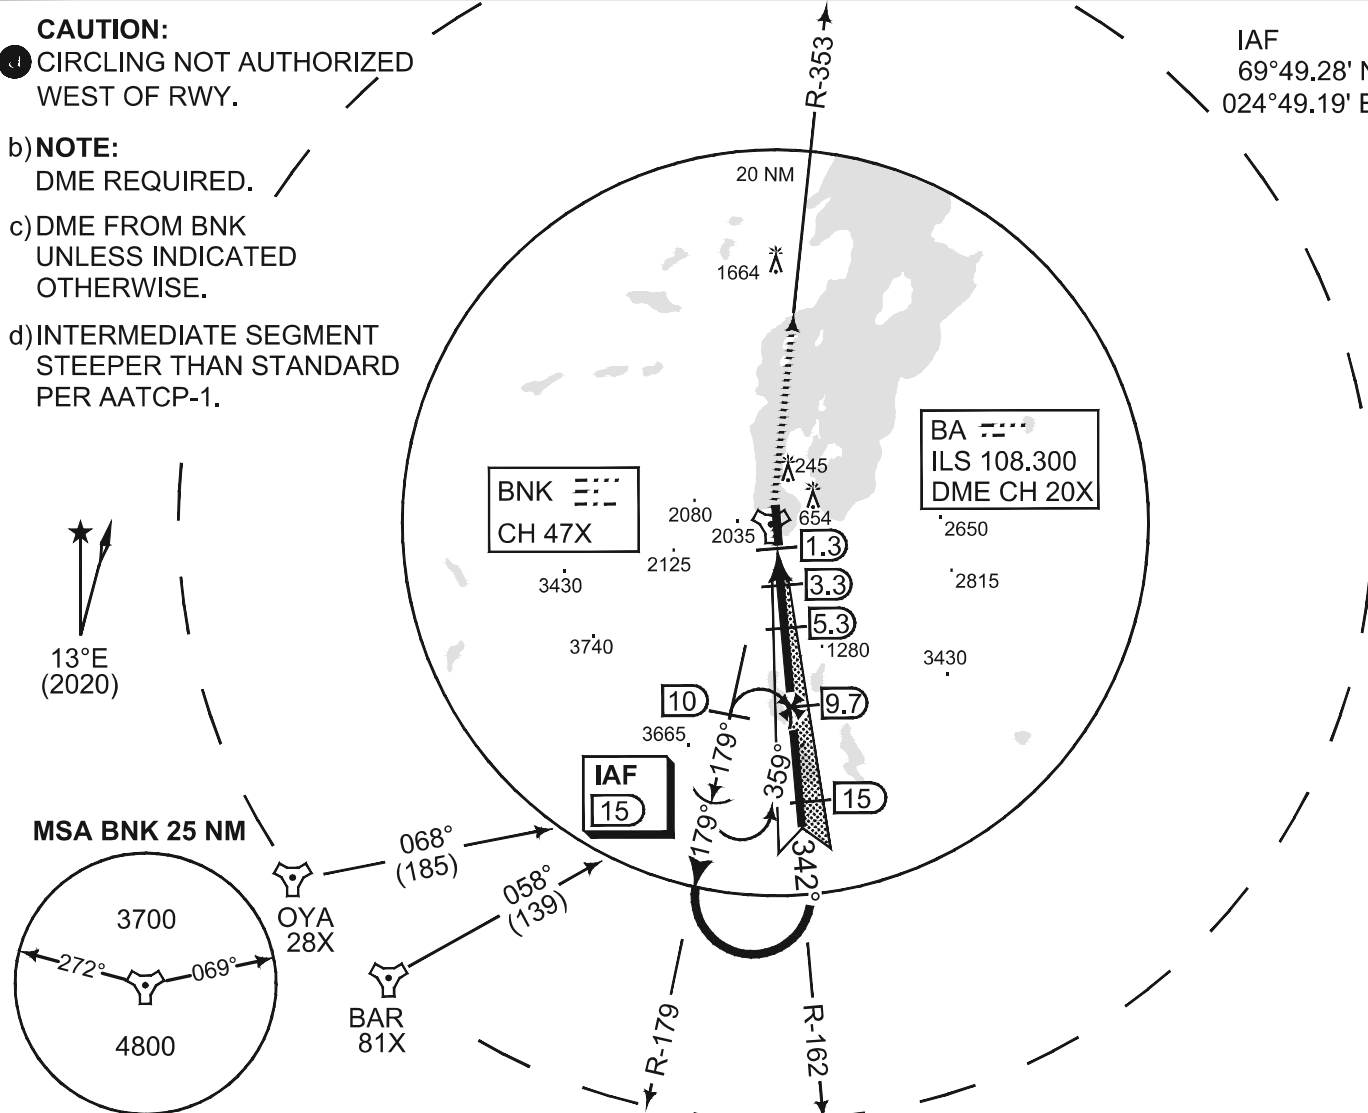 CAUTION:
CIRCLING NOT AUTHORIZED
WEST OF RWY.
b) NOTE:
DME REQUIRED.
c) DME FROM BNK
UNLESS INDICATED
OTHERWISE.
d) INTERMEDIATE SEGMENT
STEEPER THAN STANDARD
PER AATCP-1.
IAF
69°49.28' N
024°49.19' E
R-353
20 NM
1664
BA
ILS 108.300
DME CH 20X
BNK
CH 47X
245
654
2080
2035
2650
1.3
2125
3430
3.3
2815
5.3
3740
1280
3430
13°E
(2020)
10
9.7
3665
179°
359°
IAF
15
15
179°
342°
MSA BNK 25 NM
3700
272°
069°
4800
068°
(185)
OYA
28X
058°
(139)
BAR
81X
R-179
R-162